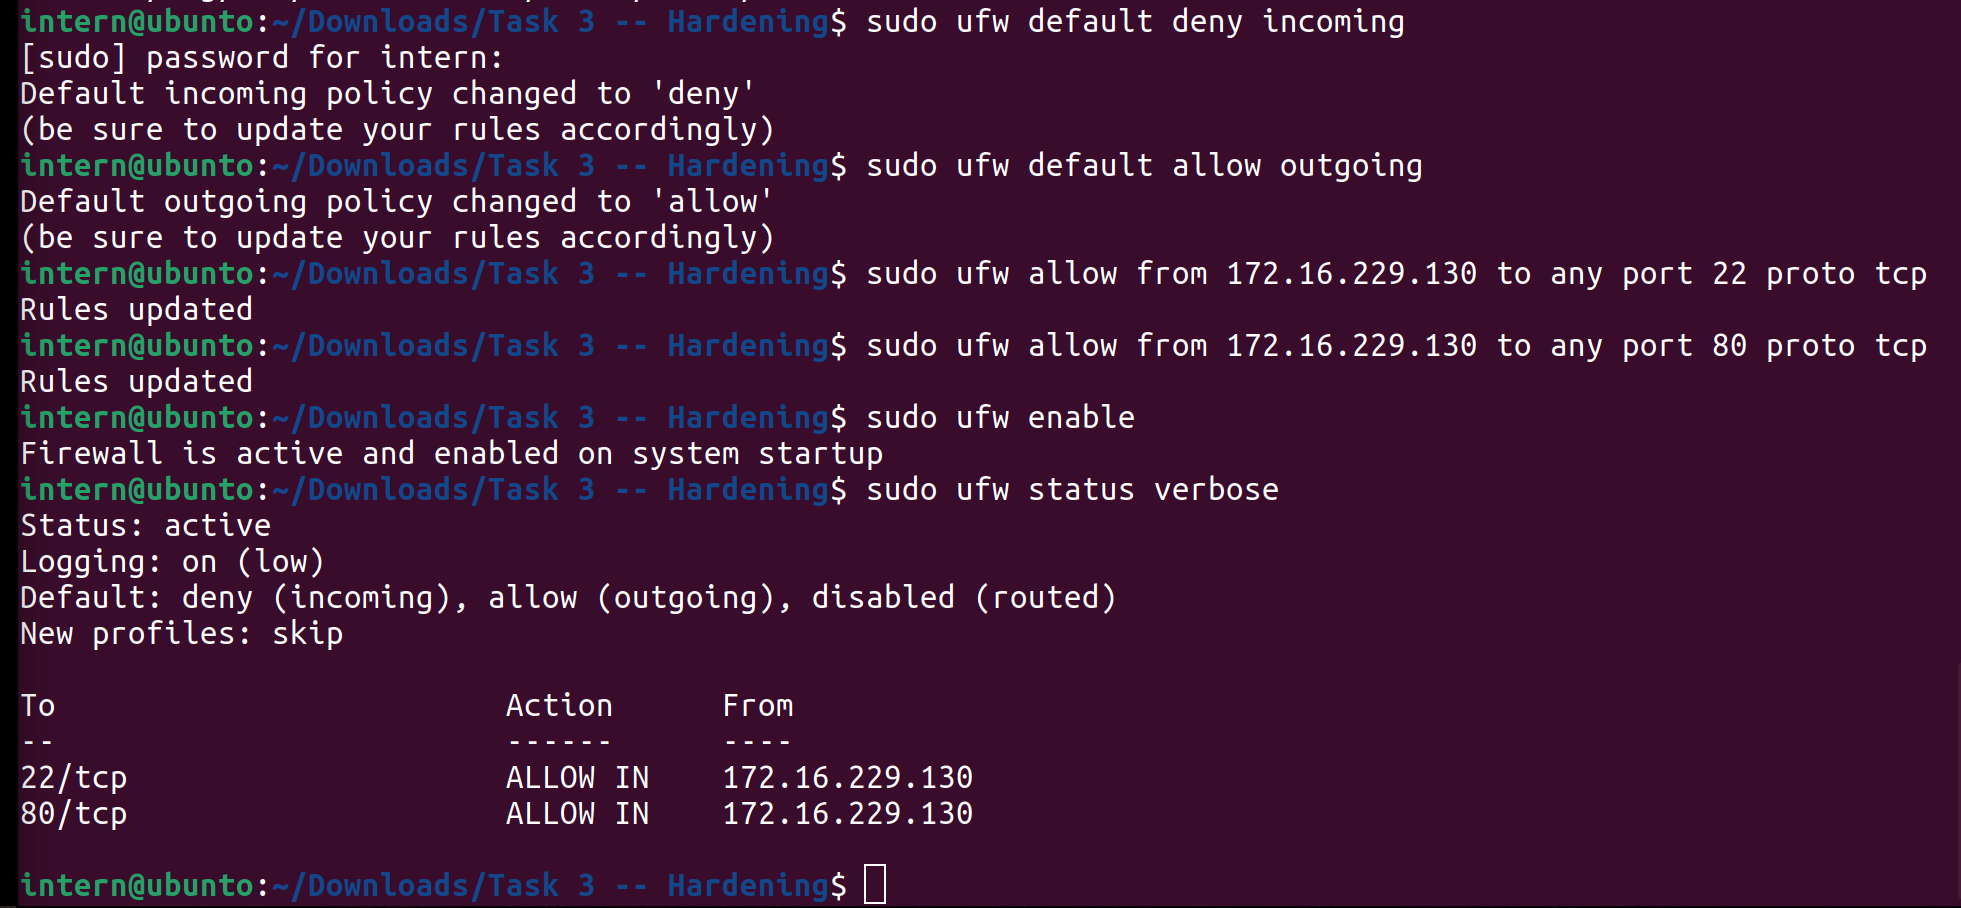 intern@ubunto:~/Downloads/Task 3 -- Hardening$ sudo ufw default deny incoming
[sudo] password for intern:
Default incoming policy changed to 'deny'
(be sure to update your rules accordingly)
intern@ubunto:~/Downloads/Task 3 -- Hardening$ sudo ufw default allow outgoing
Default outgoing policy changed to 'allow'
(be sure to update your rules accordingly)
intern@ubunto:~/Downloads/Task 3 -- Hardening$ sudo ufw allow from 172.16.229.130 to any port 22 proto tcp
Rules updated
intern@ubunto:~/Downloads/Task 3 -- Hardening$ sudo ufw allow from 172.16.229.130 to any port 80 proto tcp
Rules updated
intern@ubunto:~/Downloads/Task 3 -- Hardening$ sudo ufw enable
Firewall is active and enabled on system startup
intern@ubunto:~/Downloads/Task 3 -- Hardening$ sudo ufw status verbose
Status: active
Logging: on (low)
Default: deny (incoming), allow (outgoing), disabled (routed)
New profiles: skip
To                         Action      From
--                         ------      ----
22/tcp                     ALLOW IN    172.16.229.130
80/tcp                     ALLOW IN    172.16.229.130
intern@ubunto:~/Downloads/Task 3 -- Hardening$